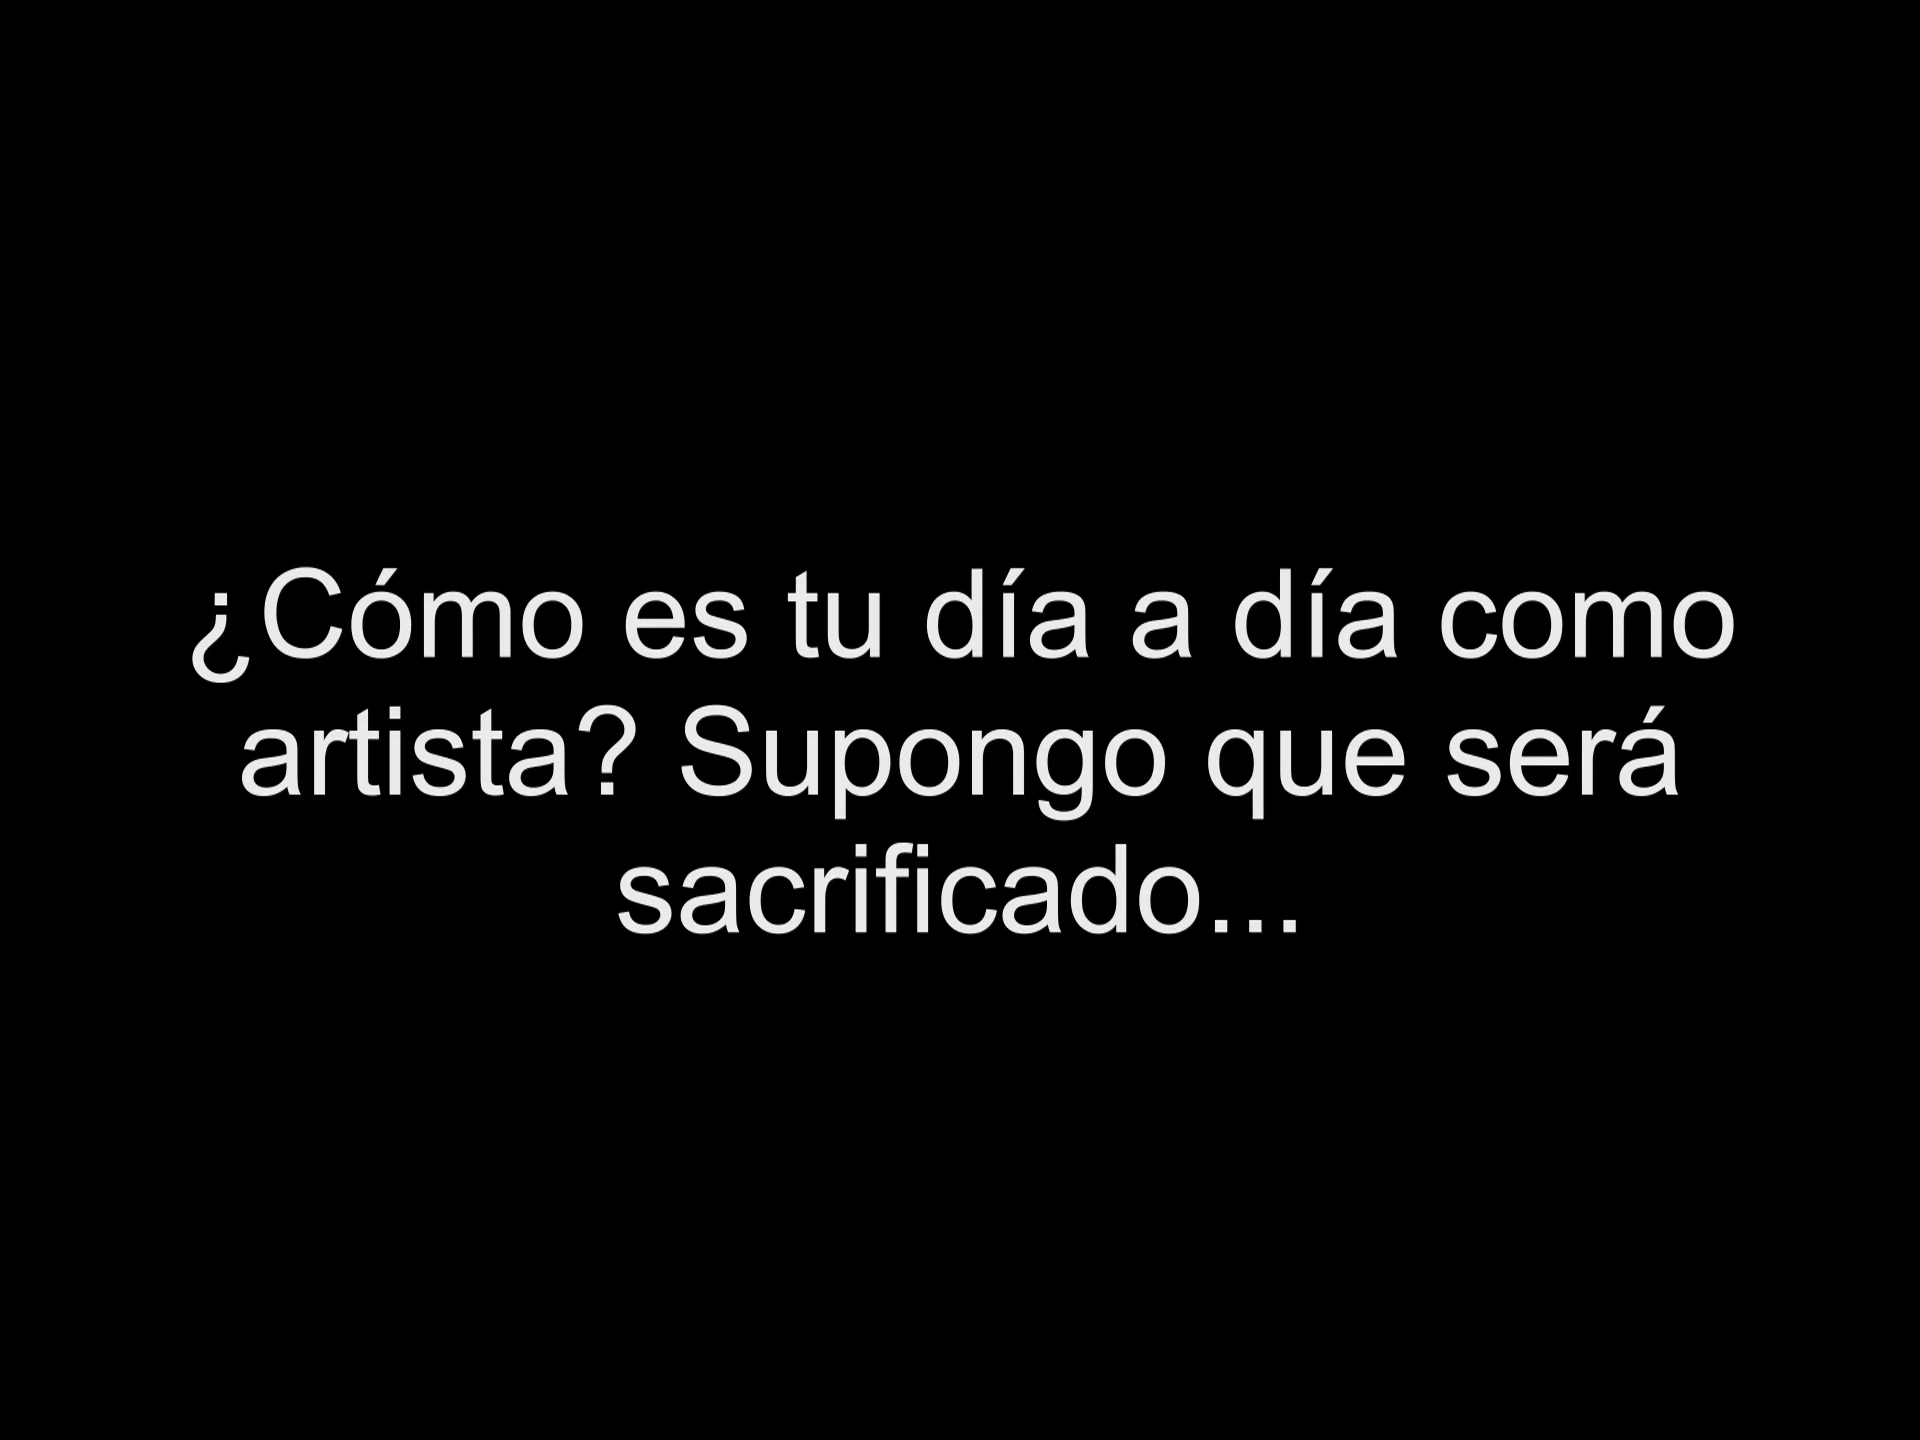 ¿Cómo es tu día a día como
artista? Supongo que será
sacrificado...